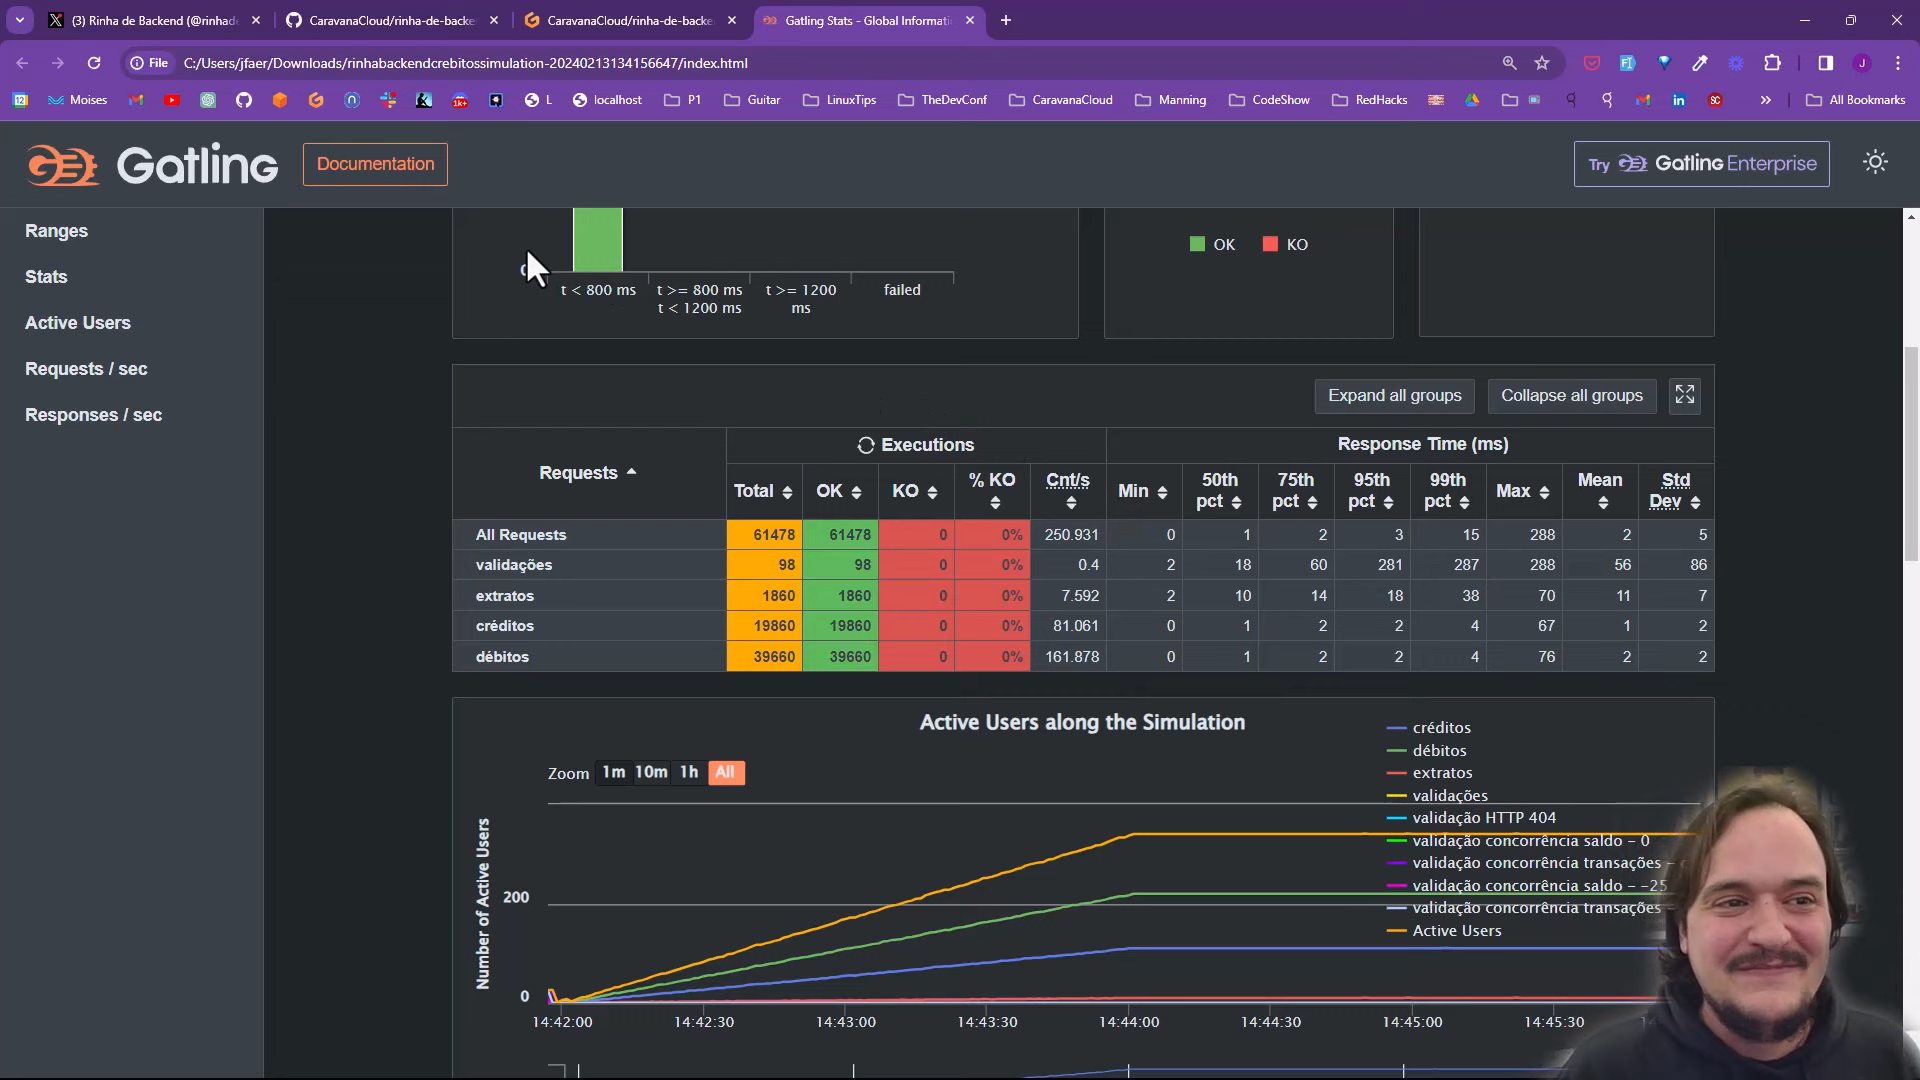 (3) Rinha de Backend (@rinhade
CaravanaCloud/rinha-de-backe
CaravanaCloud/rinha-de-backe
Gatling Stats - Global Informati
File
C:/Users/jfaer/Downloads/rinhabackendcrebitossimulation-20240213134156647/index.html
J
12
Moises
1k+
L
localhost
P1
Guitar
LinuxTips
TheDevConf
CaravanaCloud
Manning
CodeShow
RedHacks
in
SC
All Bookmarks
Gatling
Documentation
Try Gatling Enterprise
Ranges
Stats
Active Users
Requests / sec
Responses / sec
t < 800 ms
t >= 800 ms
t < 1200 ms
t >= 1200
ms
failed
OK
KO
Expand all groups
Collapse all groups
Requests
Executions
Response Time (ms)
Total OK KO % KO Cnt/s Min 50th pct 75th pct 95th pct 99th pct Max Mean Std Dev
All Requests 61478 61478 0 0% 250.931 0 1 2 3 15 288 2 5
validações 98 98 0 0% 0.4 2 18 60 281 287 288 56 86
extratos 1860 1860 0 0% 7.592 2 10 14 18 38 70 11 7
créditos 19860 19860 0 0% 81.061 0 1 2 2 4 67 1 2
débitos 39660 39660 0 0% 161.878 0 1 2 2 4 76 2 2
Active Users along the Simulation
Zoom 1m 10m 1h All
créditos
débitos
extratos
validações
validação HTTP 404
validação concorrência saldo - 0
validação concorrência transações -
validação concorrência saldo - -25
validação concorrência transações
Active Users
Number of Active Users
200
0
14:42:00 14:42:30 14:43:00 14:43:30 14:44:00 14:44:30 14:45:00 14:45:30